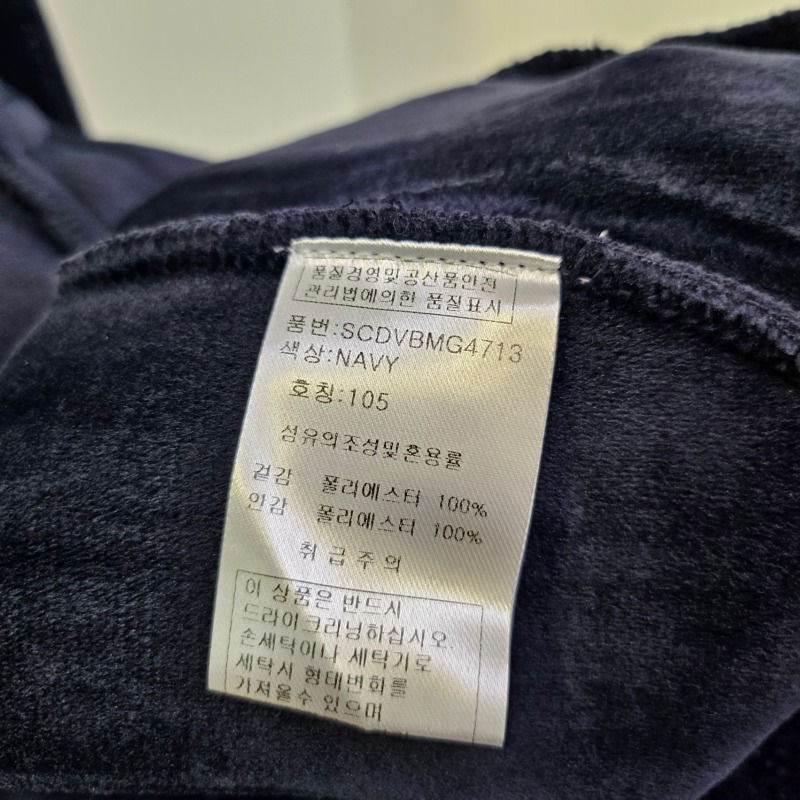 품질경영및공산품안전
관리법에의한 품질표시
품번:SCDVBMG4713
색상:NAVY
호칭:105
섬유의조성및혼용률
겉감 폴리에스터 100%
안감 폴리에스터 100%
취급주의
이 상품은 반드시
드라이크리닝하십시오.
손세탁이나 세탁기로
세탁시 형태변화를
가져올수 있으며